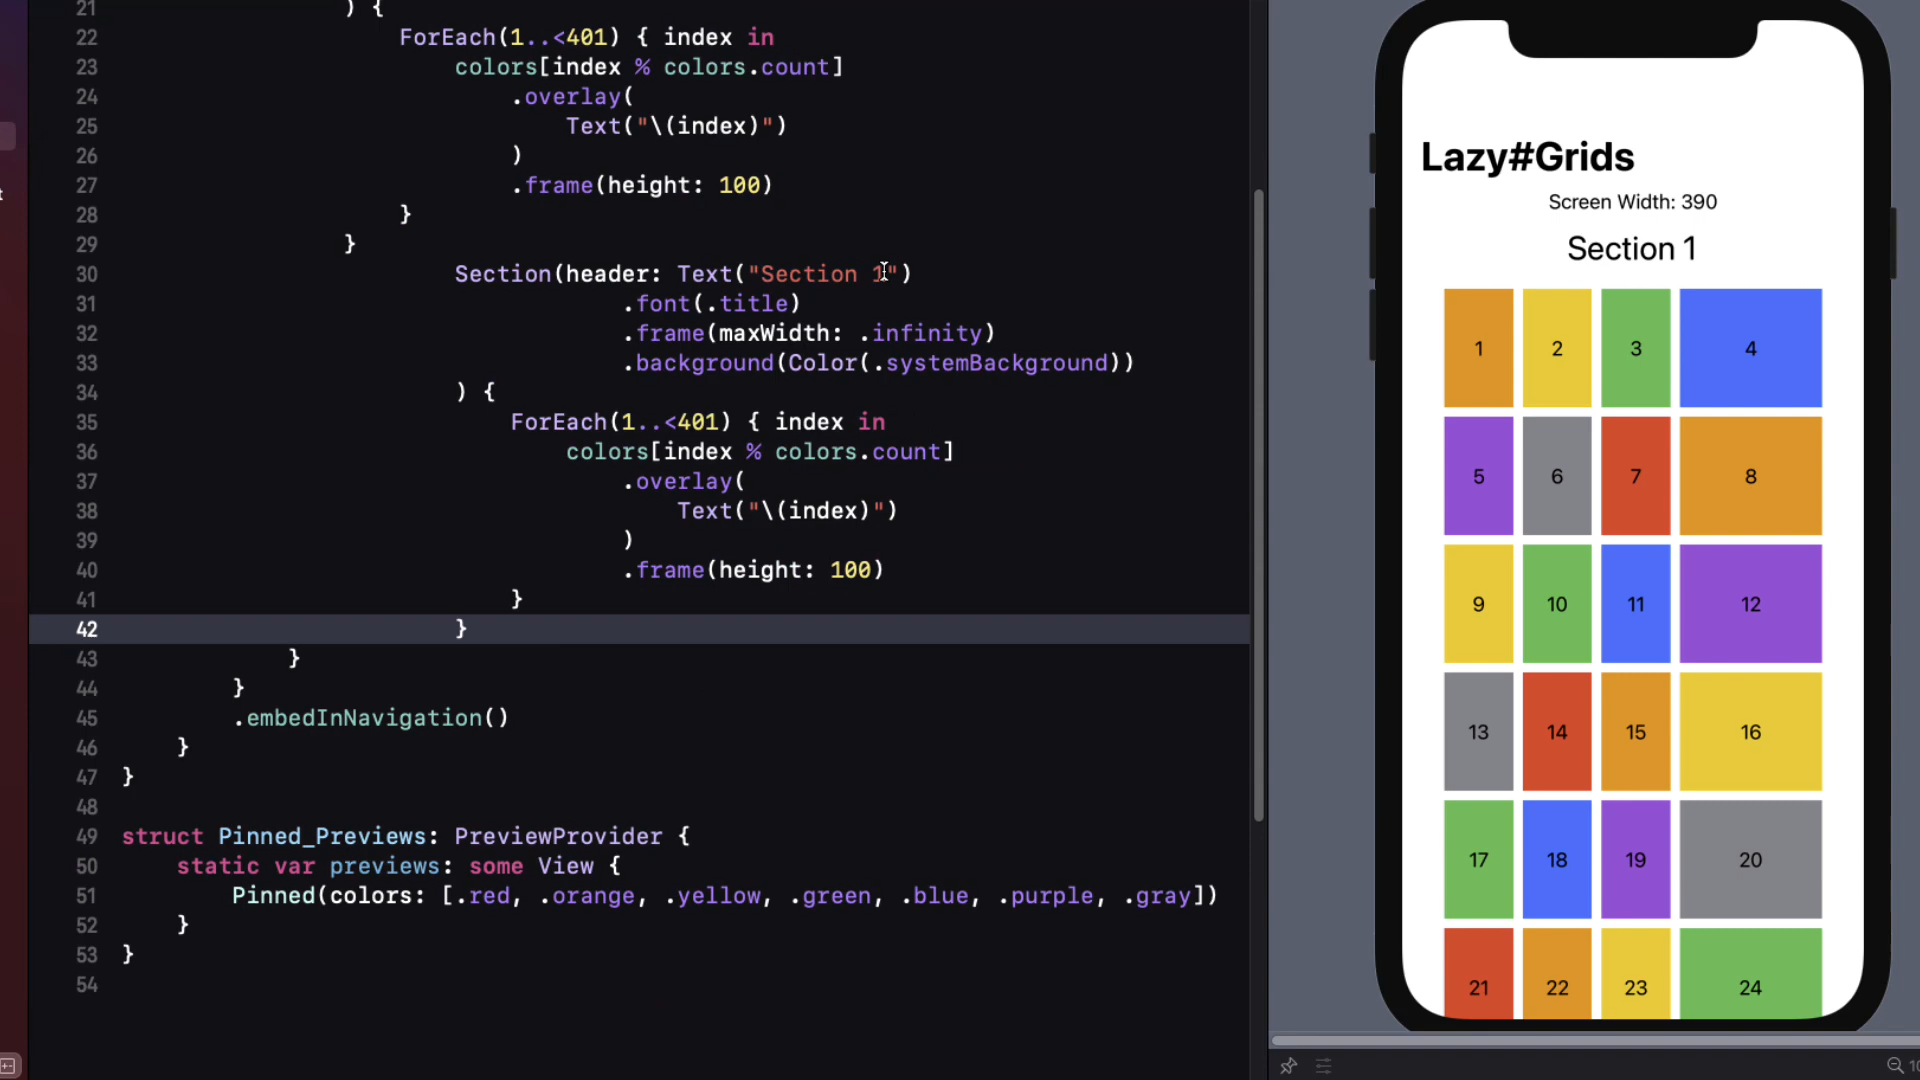 21 ) {
22 ForEach(1..<401) { index in
23 colors[index % colors.count]
24 .overlay(
25 Text("\(index)")
26 )
27 .frame(height: 100)
28 }
29 }
30 Section(header: Text("Section 1")
31 .font(.title)
32 .frame(maxWidth: .infinity)
33 .background(Color(.systemBackground))
34 ) {
35 ForEach(1..<401) { index in
36 colors[index % colors.count]
37 .overlay(
38 Text("\(index)")
39 )
40 .frame(height: 100)
41 }
42 }
43 }
44 }
45 .embedInNavigation()
46 }
47 }
48
49 struct Pinned_Previews: PreviewProvider {
50 static var previews: some View {
51 Pinned(colors: [.red, .orange, .yellow, .green, .blue, .purple, .gray])
52 }
53 }
54
Lazy#Grids
Screen Width: 390
Section 1
1 2 3 4
5 6 7 8
9 10 11 12
13 14 15 16
17 18 19 20
21 22 23 24